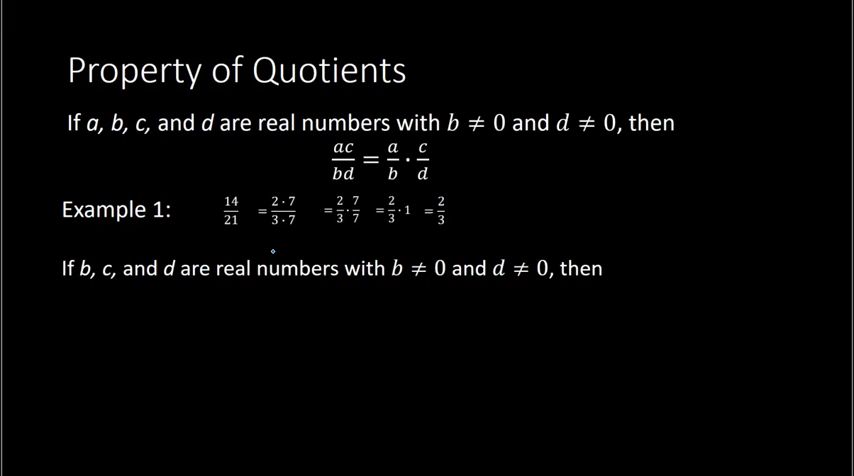 Property of Quotients
If a, b, c, and d are real numbers with b ≠ 0 and d ≠ 0, then
ac/bd = a/b · c/d
Example 1: 14/21 = 2 · 7/3 · 7 = 2/3 · 7/7 = 2/3 · 1 = 2/3
If b, c, and d are real numbers with b ≠ 0 and d ≠ 0, then